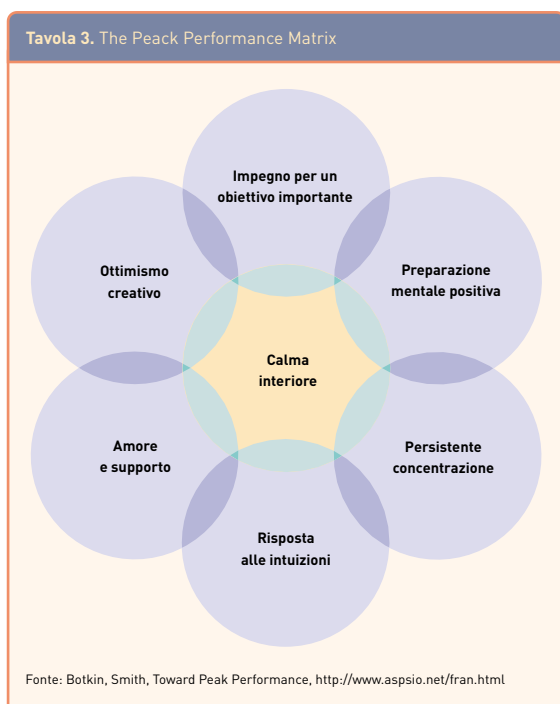 Tavola 3. The Peack Performance Matrix
Impegno per un
obiettivo importante
Ottimismo
creativo
Preparazione
mentale positiva
Calma
interiore
Amore
e supporto
Persistente
concentrazione
Risposta
alle intuizioni
Fonte: Botkin, Smith, Toward Peak Performance, http://www.aspsio.net/fran.html